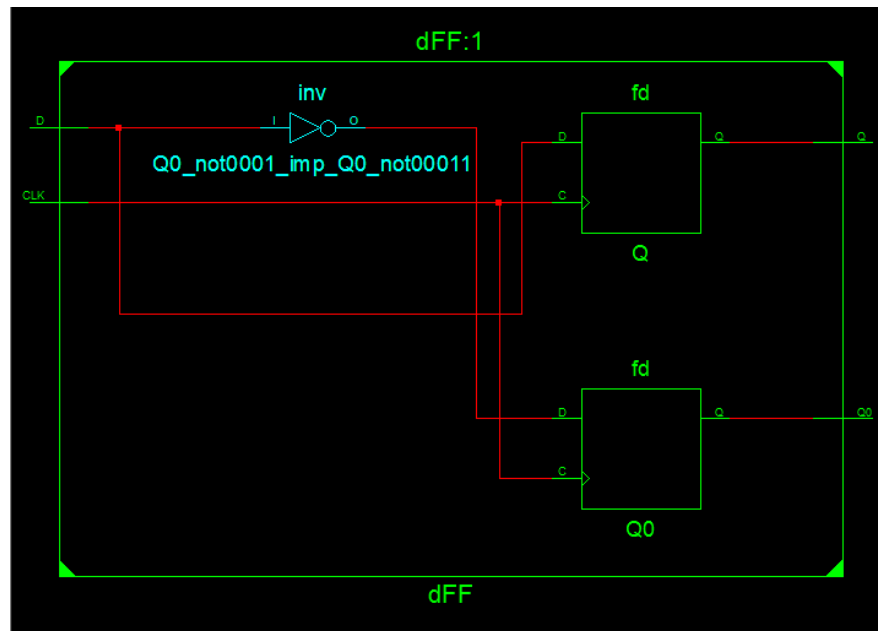 dFF:1
inv
fd
D
I
O
D
Q
Q
Q0_not0001_imp_Q0_not00011
CLK
C
Q
fd
D
Q
Q0
C
Q0
dFF